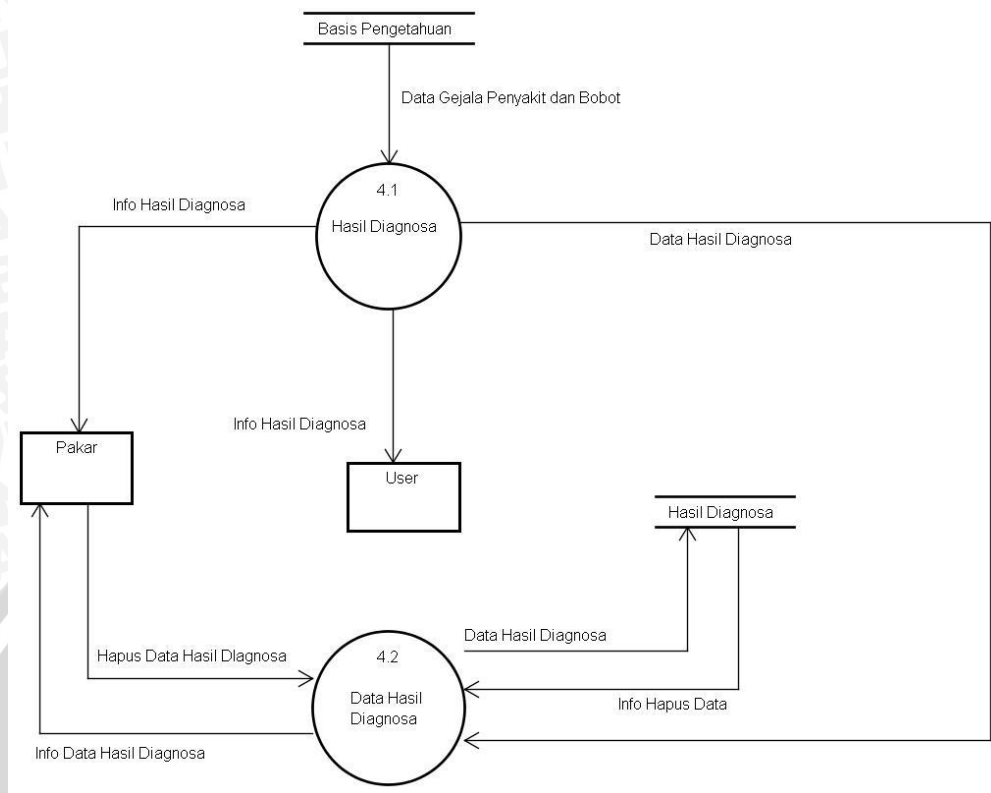 Basis Pengetahuan
Data Gejala Penyakit dan Bobot
4.1
Hasil Diagnosa
Info Hasil Diagnosa
Data Hasil Diagnosa
Info Hasil Diagnosa
Pakar
User
Hasil Diagnosa
Data Hasil Diagnosa
4.2
Hapus Data Hasil DIagnosa
Data Hasil
Diagnosa
Info Hapus Data
Info Data Hasil Diagnosa